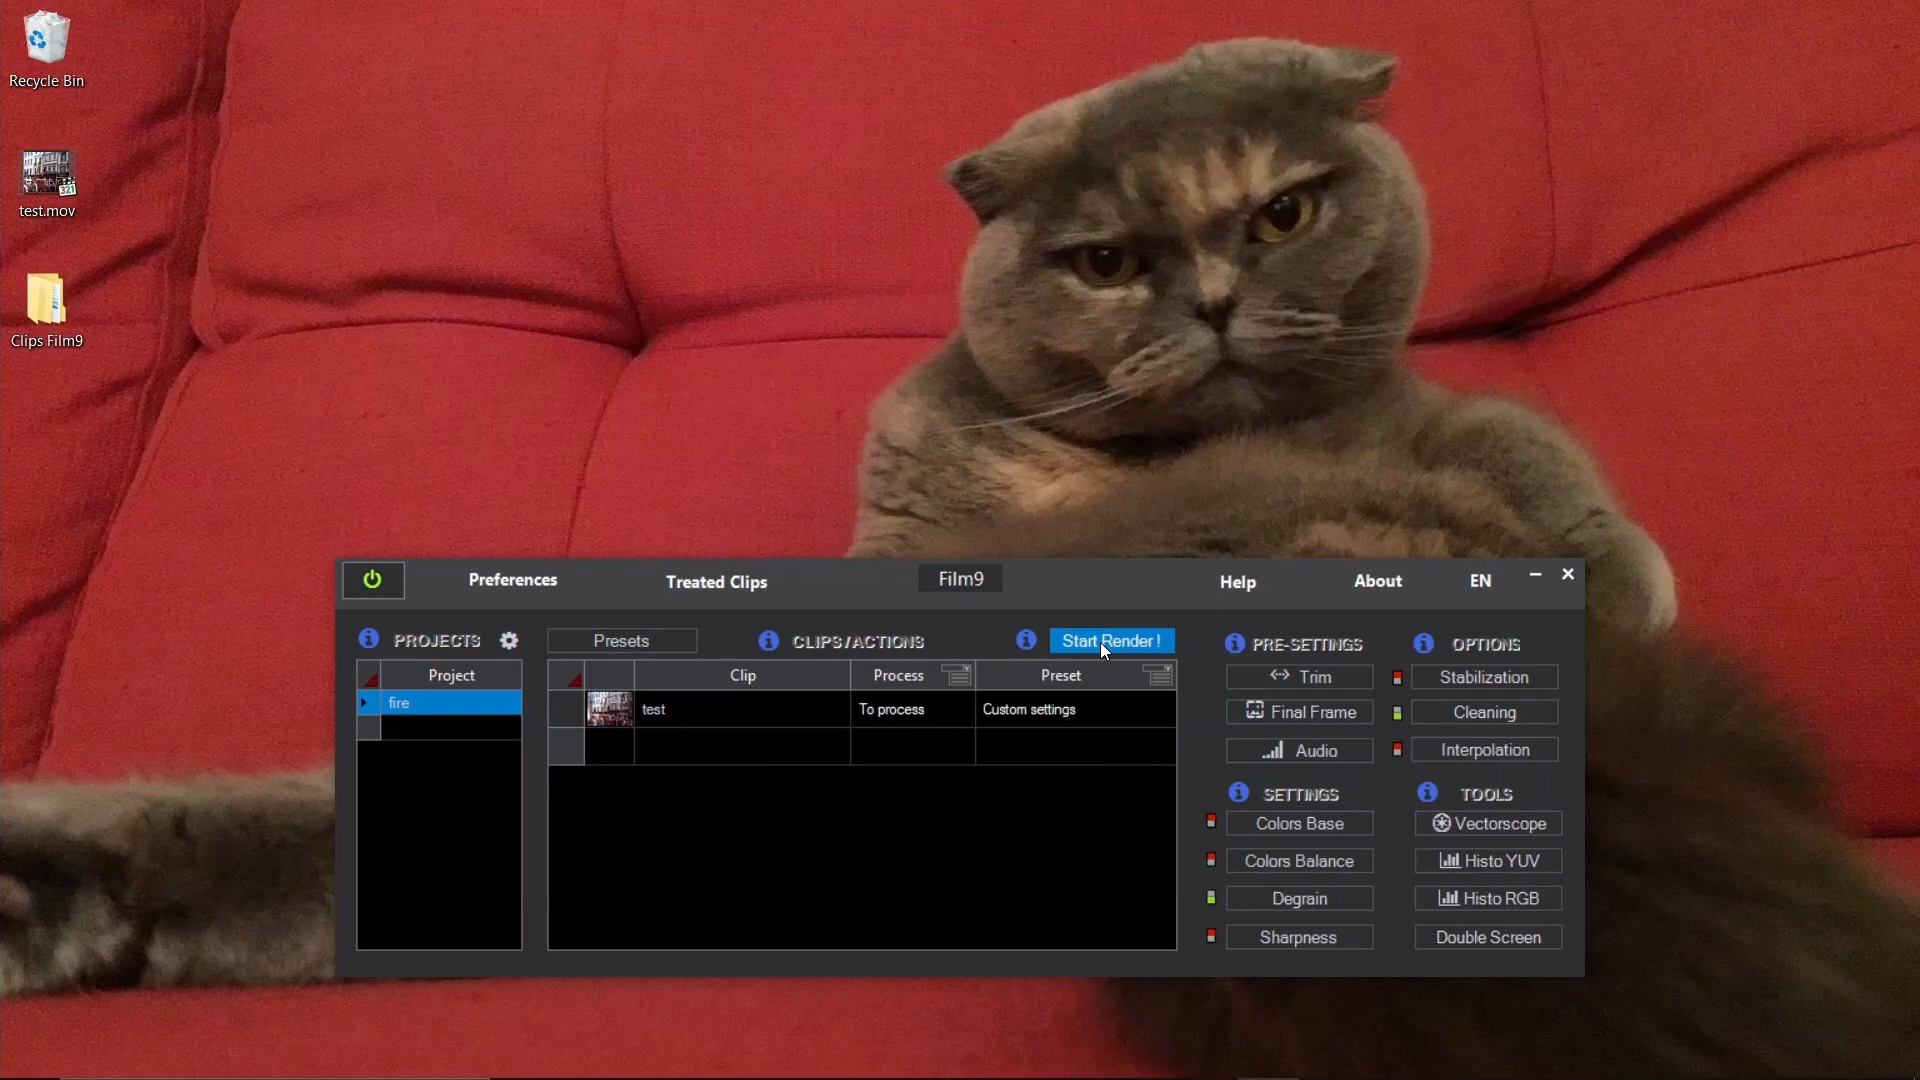 Recycle Bin
321
test.mov
Clips Film9
Preferences
Treated Clips
Film9
Help
About
EN
PROJECTS
Presets
CLIPS/ACTIONS
Start Render !
PRE-SETTINGS
OPTIONS
Project
Clip
Process
Preset
Trim
Stabilization
fire
test
To process
Custom settings
Final Frame
Cleaning
Audio
Interpolation
SETTINGS
TOOLS
Colors Base
Vectorscope
Colors Balance
Histo YUV
Degrain
Histo RGB
Sharpness
Double Screen